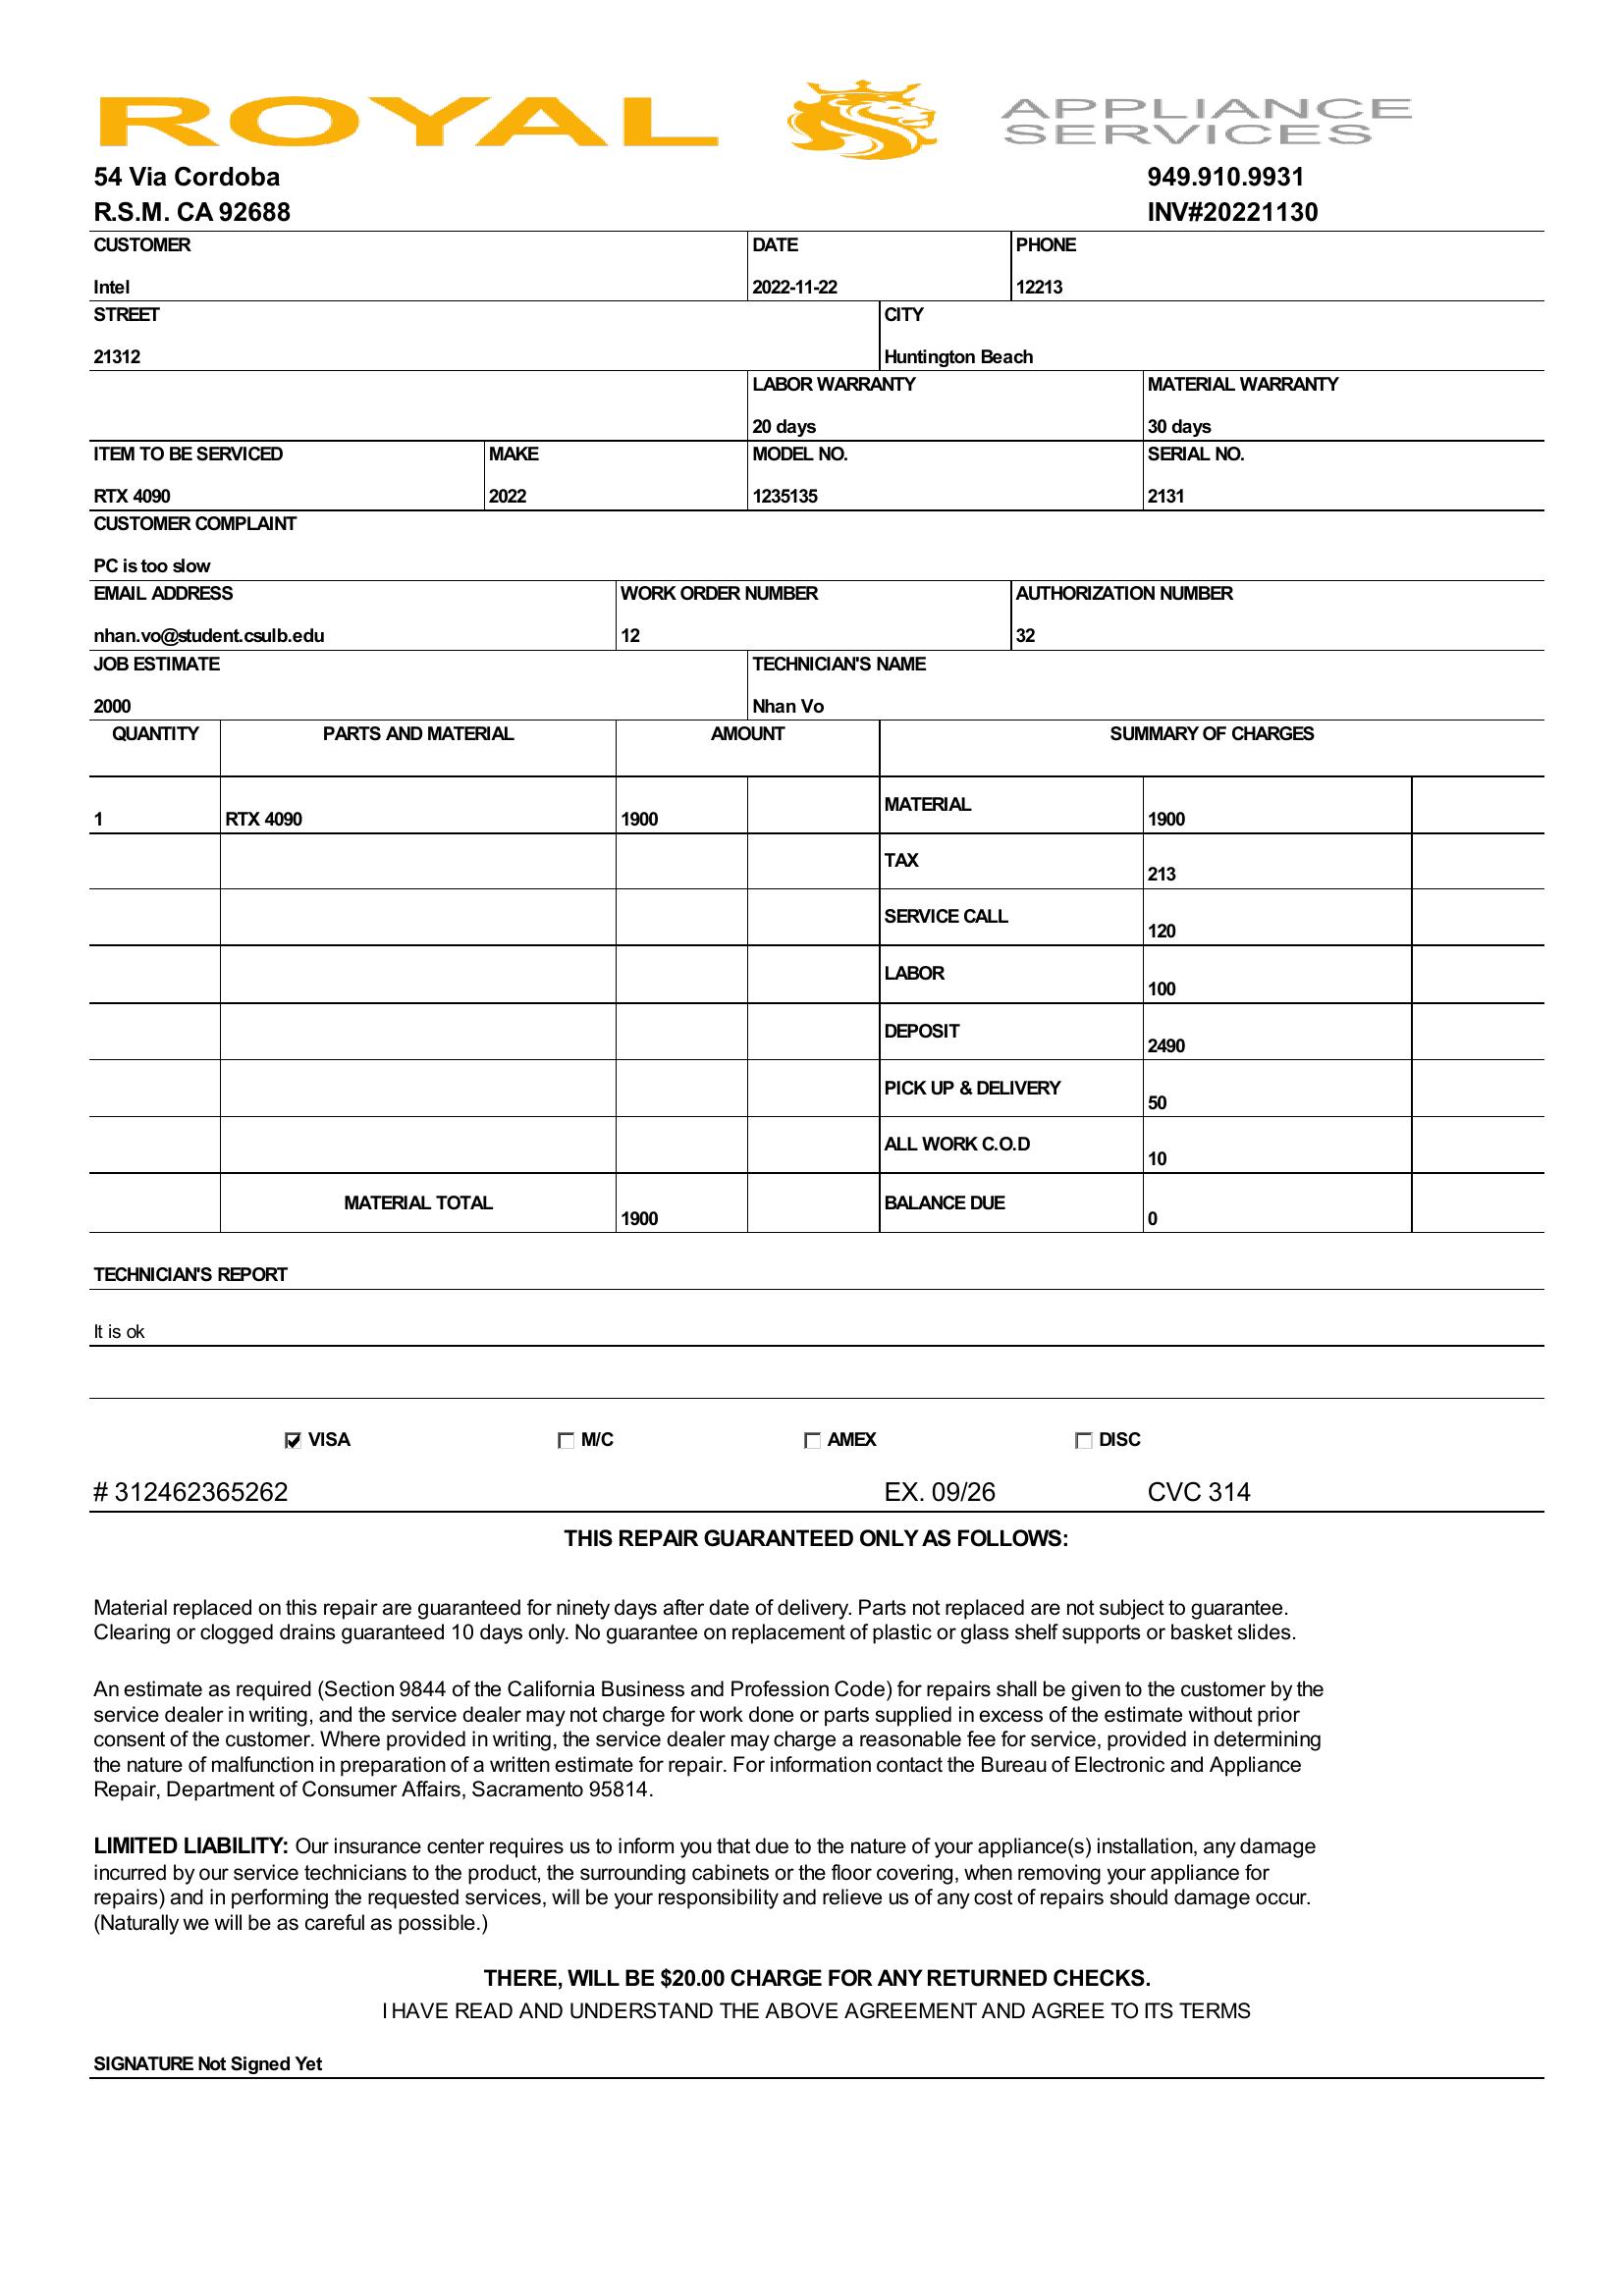 ROYAL APPLIANCE
SERVICES
54 Via Cordoba 949.910.9931
R.S.M. CA 92688 INV#20221130
CUSTOMER DATE PHONE
Intel 2022-11-22 12213
STREET CITY
21312 Huntington Beach
LABOR WARRANTY MATERIAL WARRANTY
20 days 30 days
ITEM TO BE SERVICED MAKE MODEL NO. SERIAL NO.
RTX 4090 2022 1235135 2131
CUSTOMER COMPLAINT
PC is too slow
EMAIL ADDRESS WORK ORDER NUMBER AUTHORIZATION NUMBER
nhan.vo@student.csulb.edu 12 32
JOB ESTIMATE TECHNICIAN'S NAME
2000 Nhan Vo
QUANTITY PARTS AND MATERIAL AMOUNT SUMMARY OF CHARGES
1 RTX 4090 1900 MATERIAL 1900
TAX 213
SERVICE CALL 120
LABOR 100
DEPOSIT 2490
PICK UP & DELIVERY 50
ALL WORK C.O.D 10
MATERIAL TOTAL 1900 BALANCE DUE 0
TECHNICIAN'S REPORT
It is ok
VISA M/C AMEX DISC
# 312462365262 EX. 09/26 CVC 314
THIS REPAIR GUARANTEED ONLY AS FOLLOWS:
Material replaced on this repair are guaranteed for ninety days after date of delivery. Parts not replaced are not subject to guarantee.
Clearing or clogged drains guaranteed 10 days only. No guarantee on replacement of plastic or glass shelf supports or basket slides.
An estimate as required (Section 9844 of the California Business and Profession Code) for repairs shall be given to the customer by the
service dealer in writing, and the service dealer may not charge for work done or parts supplied in excess of the estimate without prior
consent of the customer. Where provided in writing, the service dealer may charge a reasonable fee for service, provided in determining
the nature of malfunction in preparation of a written estimate for repair. For information contact the Bureau of Electronic and Appliance
Repair, Department of Consumer Affairs, Sacramento 95814.
LIMITED LIABILITY: Our insurance center requires us to inform you that due to the nature of your appliance(s) installation, any damage
incurred by our service technicians to the product, the surrounding cabinets or the floor covering, when removing your appliance for
repairs) and in performing the requested services, will be your responsibility and relieve us of any cost of repairs should damage occur.
(Naturally we will be as careful as possible.)
THERE, WILL BE $20.00 CHARGE FOR ANY RETURNED CHECKS.
I HAVE READ AND UNDERSTAND THE ABOVE AGREEMENT AND AGREE TO ITS TERMS
SIGNATURE Not Signed Yet